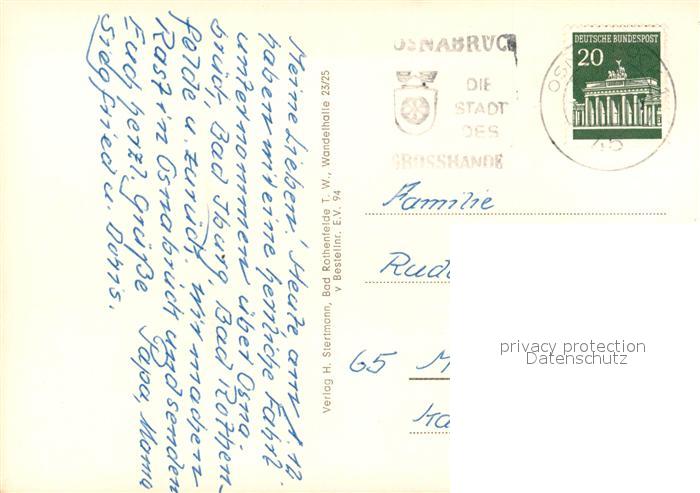 Meine Lieben! Heute am 1.12.
haben wir eine herrliche Fahrt
unternommen über Osna-
brück, Bad Iburg, Bad Rothen-
felde u. zurück, wir machen
Rast in Osnabrück und senden
Euch herzl. Grüße Papa, Mama
Siegfried u. Doris.
Verlag H. Stertmann, Bad Rothenfelde T. W., Wandelhalle 23/25
v Bestellnr. E.V. 94
OSNABRÜCK
DIE
STADT
DES
GROSSHANDE
DEUTSCHE BUNDESPOST
20
45
Familie
65
privacy protection
Datenschutz